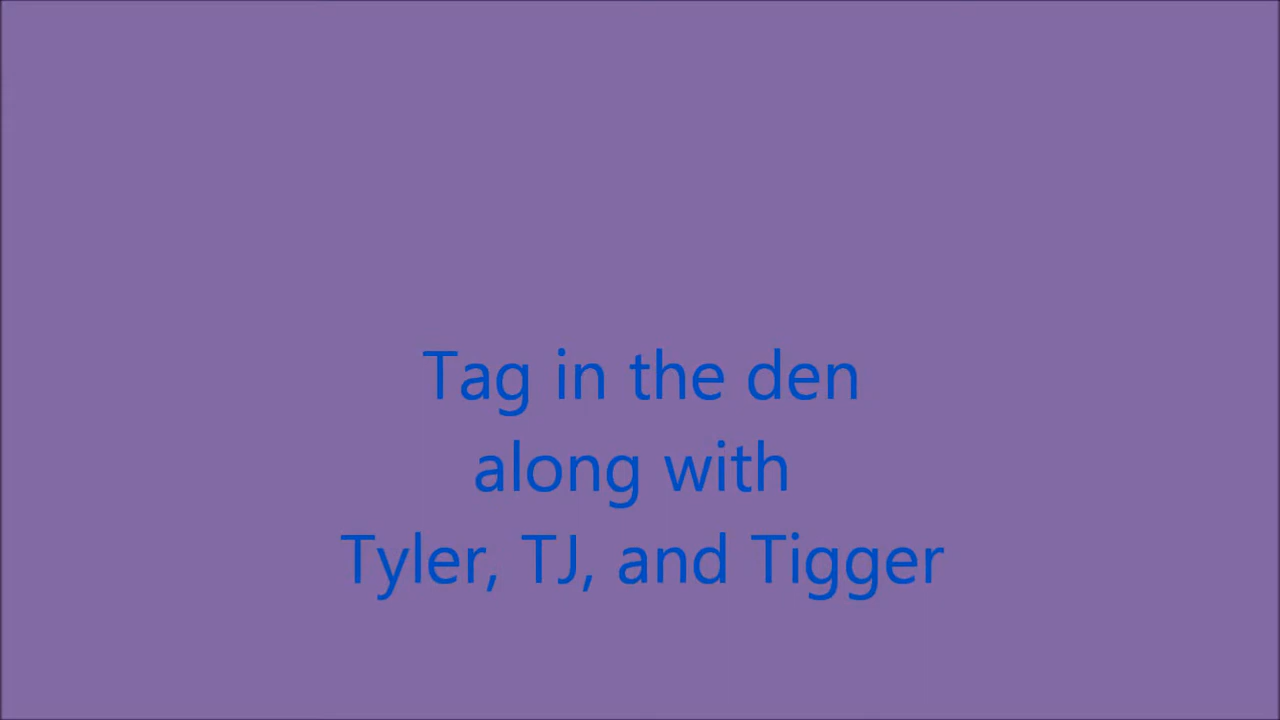 Tag in the den
along with
Tyler, TJ, and Tigger